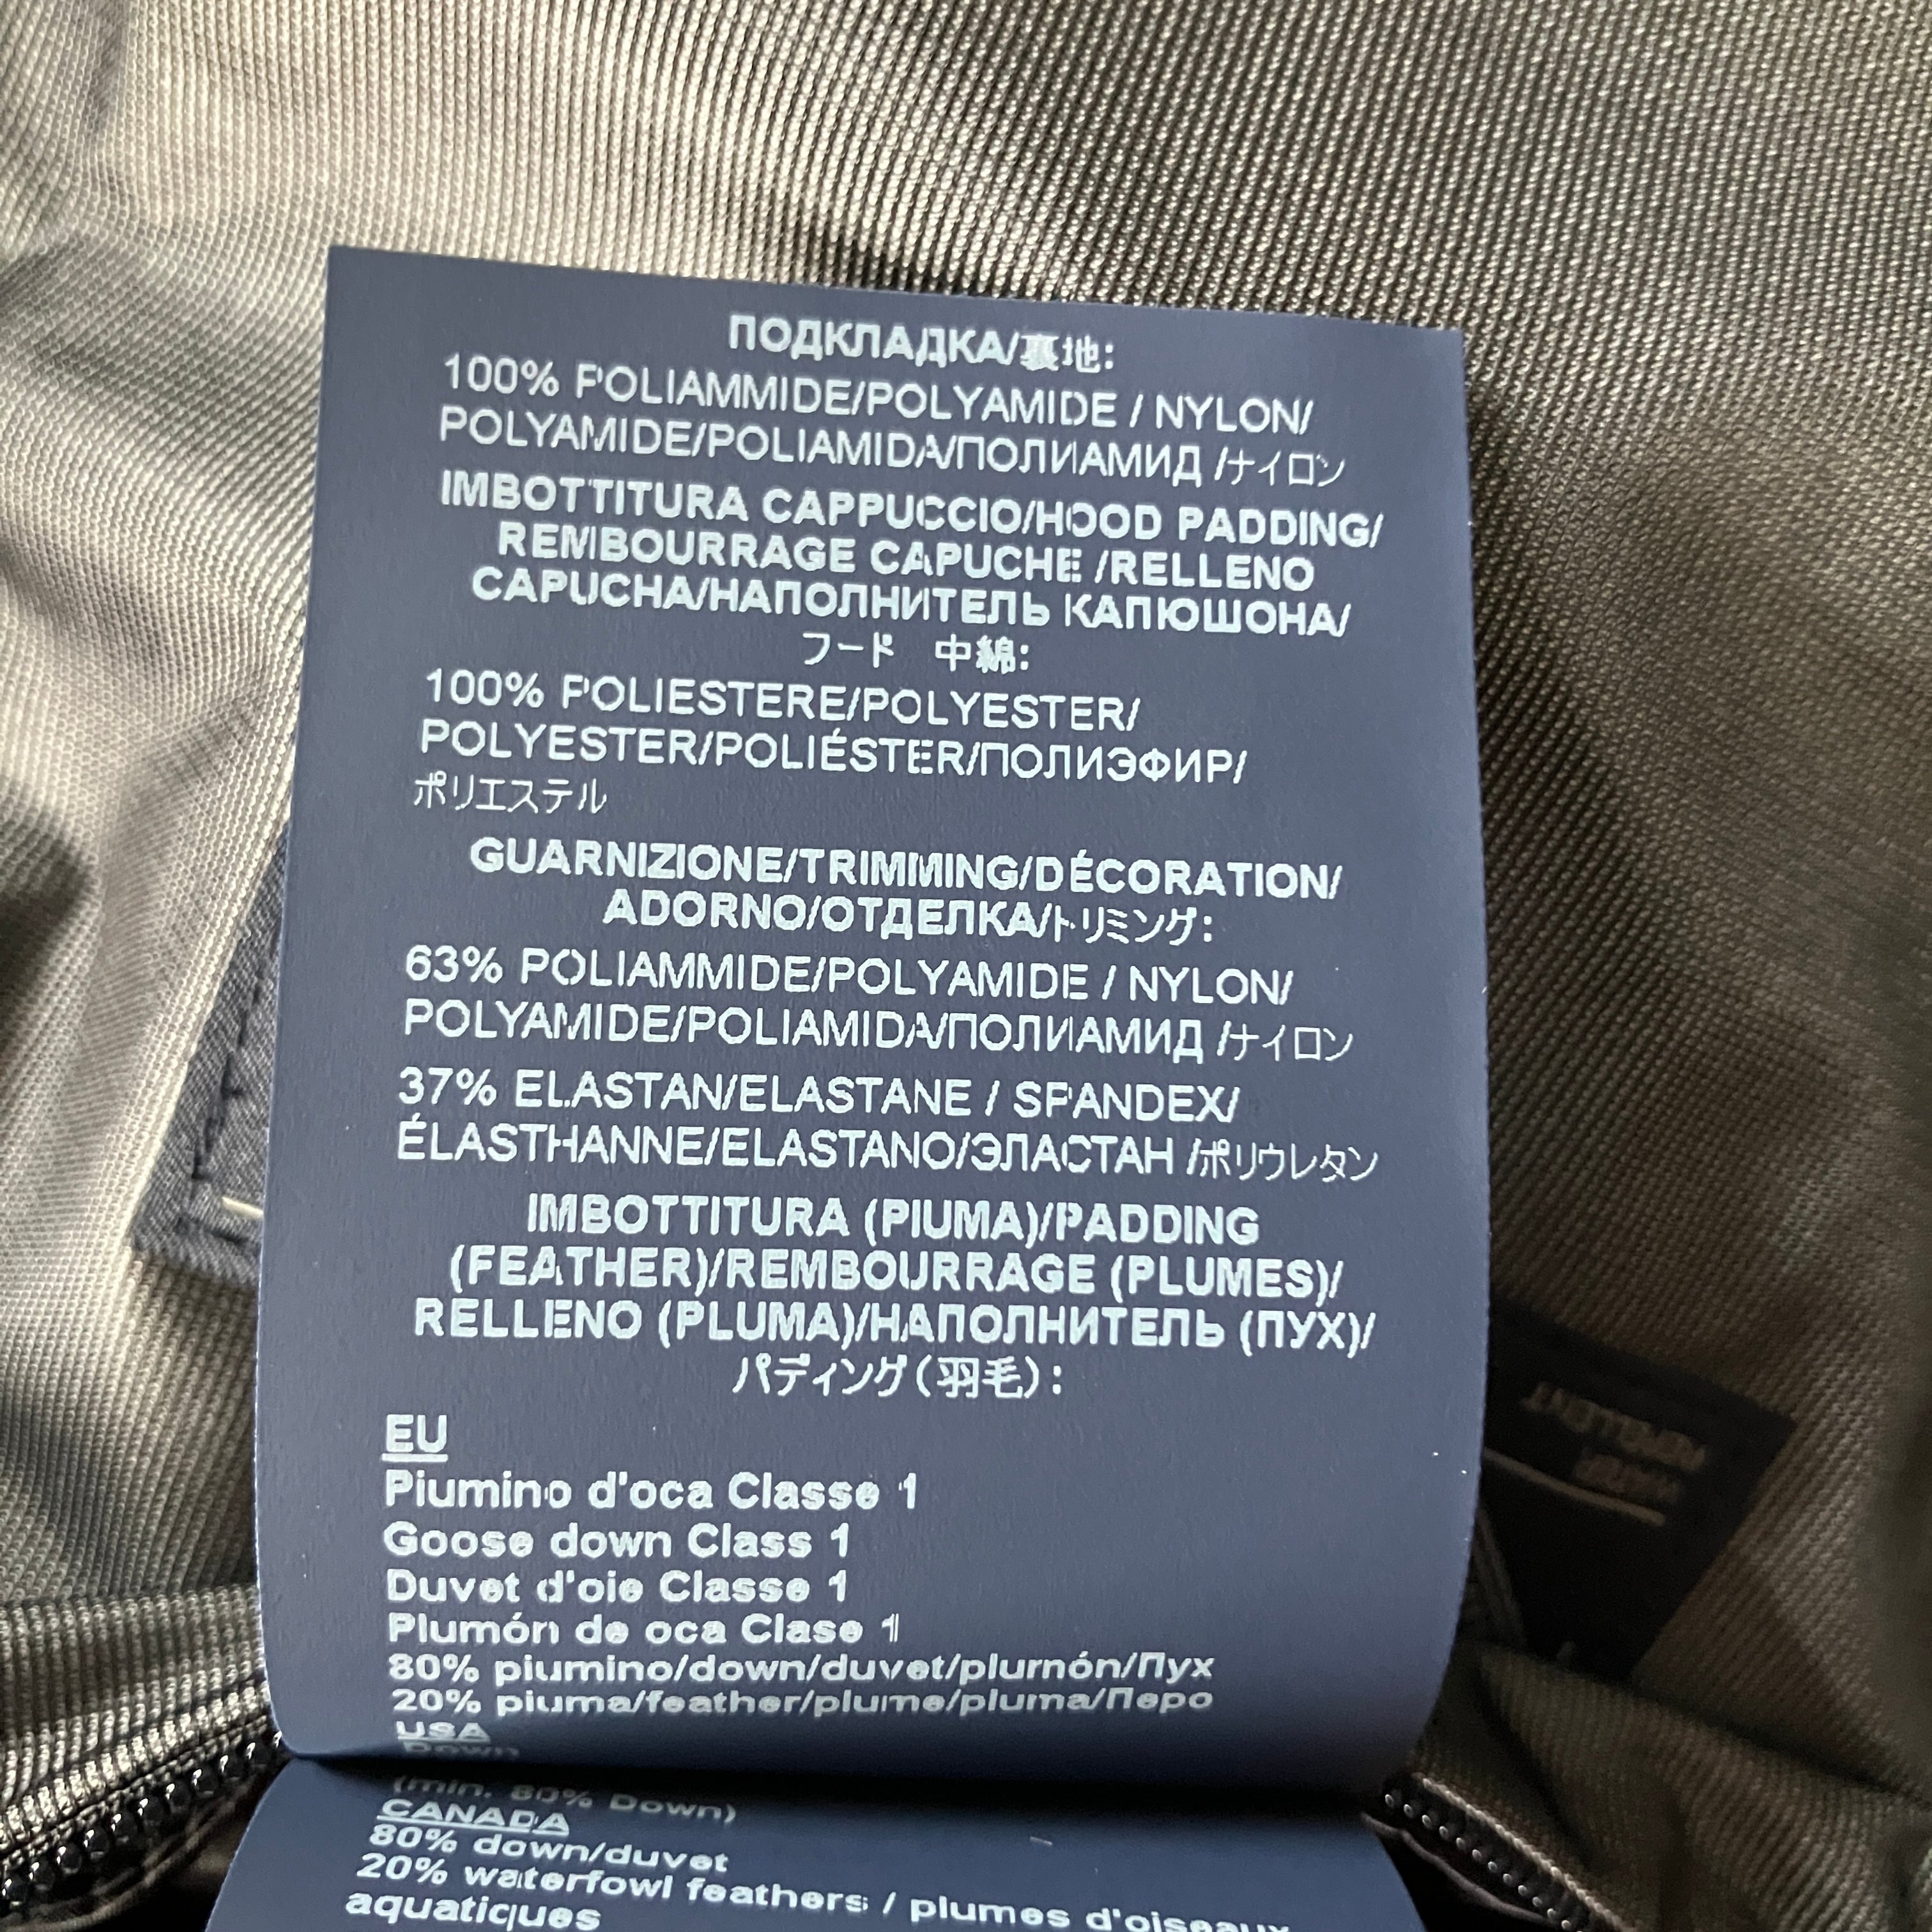 ПОДКЛАДКА/裏地:
100% POLIAMMIDE/POLYAMIDE / NYLON/
POLYAMIDE/POLIAMIDA/ПОЛИАМИД /ナイロン
IMBOTTITURA CAPPUCCIO/HOOD PADDING/
REMBOURRAGE CAPUCHE /RELLENO
CAPUCHA/НАПОЛНИТЕЛЬ КАПЮШОНА/
フード 中綿:
100% POLIESTERE/POLYESTER/
POLYESTER/POLIÉSTER/ПОЛИЭФИР/
ポリエステル
GUARNIZIONE/TRIMMING/DÉCORATION/
ADORNO/ОТДЕЛКА/トリミング:
63% POLIAMMIDE/POLYAMIDE / NYLON/
POLYAMIDE/POLIAMIDA/ПОЛИАМИД /ナイロン
37% ELASTAN/ELASTANE / SPANDEX/
ÉLASTHANNE/ELASTANO/ЭЛАСТАН /ポリウレタン
IMBOTTITURA (PIUMA)/PADDING
(FEATHER)/REMBOURRAGE (PLUMES)/
RELLENO (PLUMA)/НАПОЛНИТЕЛЬ (ПУХ)/
パディング(羽毛):
EU
Piumino d'oca Classe 1
Goose down Class 1
Duvet d'oie Classe 1
Plumón de oca Clase 1
80% piumino/down/duvet/plumón/Пух
20% piuma/feather/plume/pluma/Перо
USA
Down
(min. 80% Down)
CANADA
80% down/duvet
20% waterfowl feathers / plumes d'oiseaux
aquatiques
WATER
REPELLENT